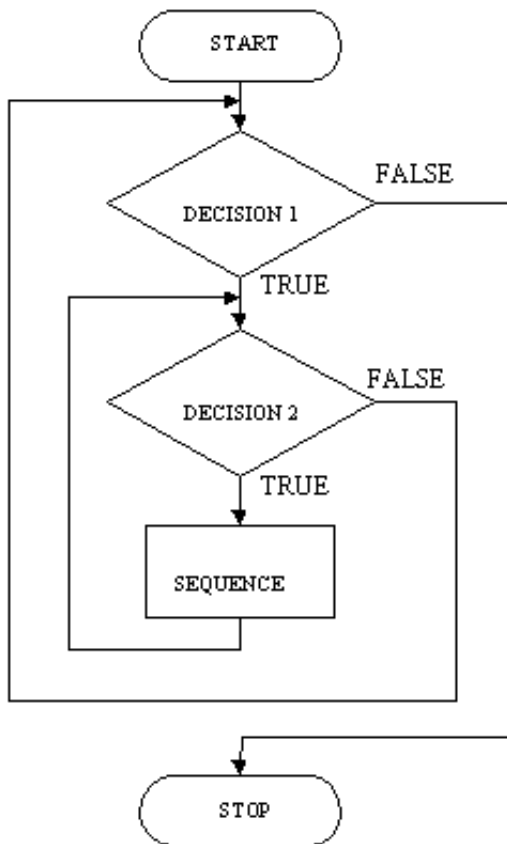 START
FALSE
DECISION 1
TRUE
FALSE
DECISION 2
TRUE
SEQUENCE
STOP